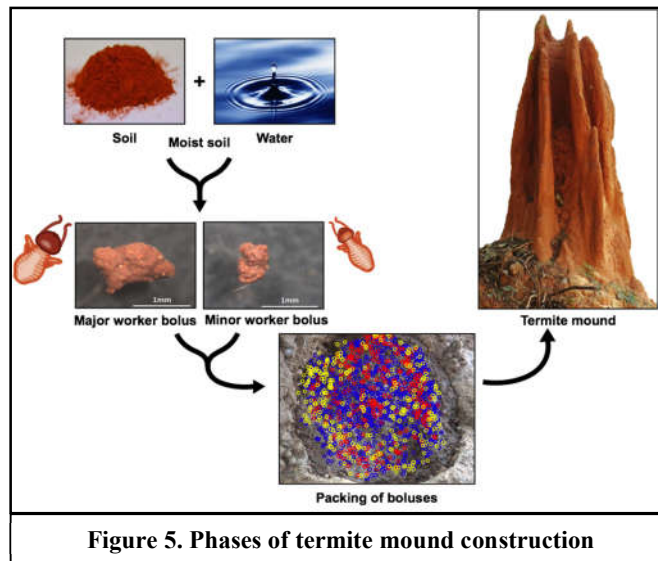 +
Soil
Moist soil
Water
1mm
1mm
Major worker bolus
Minor worker bolus
Termite mound
Packing of boluses
Figure 5. Phases of termite mound construction